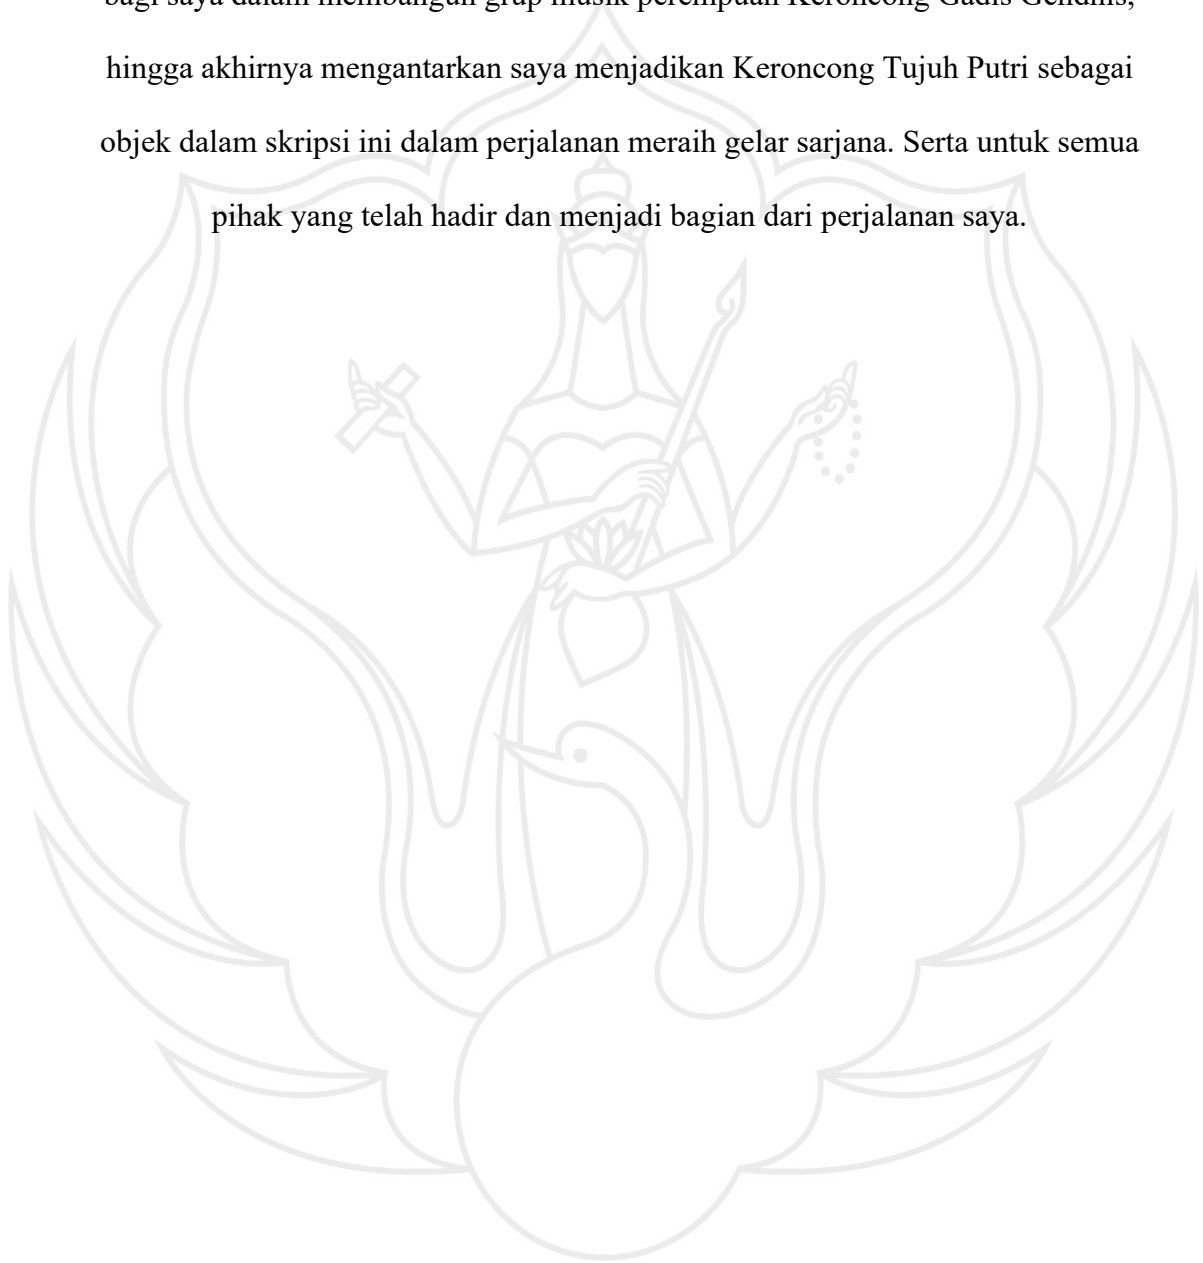 bagi saya dalam membangun grup musik perempuan Keroncong Gadis Gendhis,
hingga akhirnya mengantarkan saya menjadikan Keroncong Tujuh Putri sebagai
objek dalam skripsi ini dalam perjalanan meraih gelar sarjana. Serta untuk semua
pihak yang telah hadir dan menjadi bagian dari perjalanan saya.